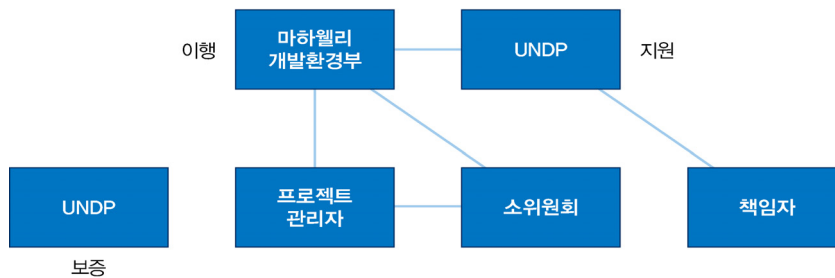 이행
마하웰리
개발환경부
UNDP
지원
UNDP
보증
프로젝트
관리자
소위원회
책임자